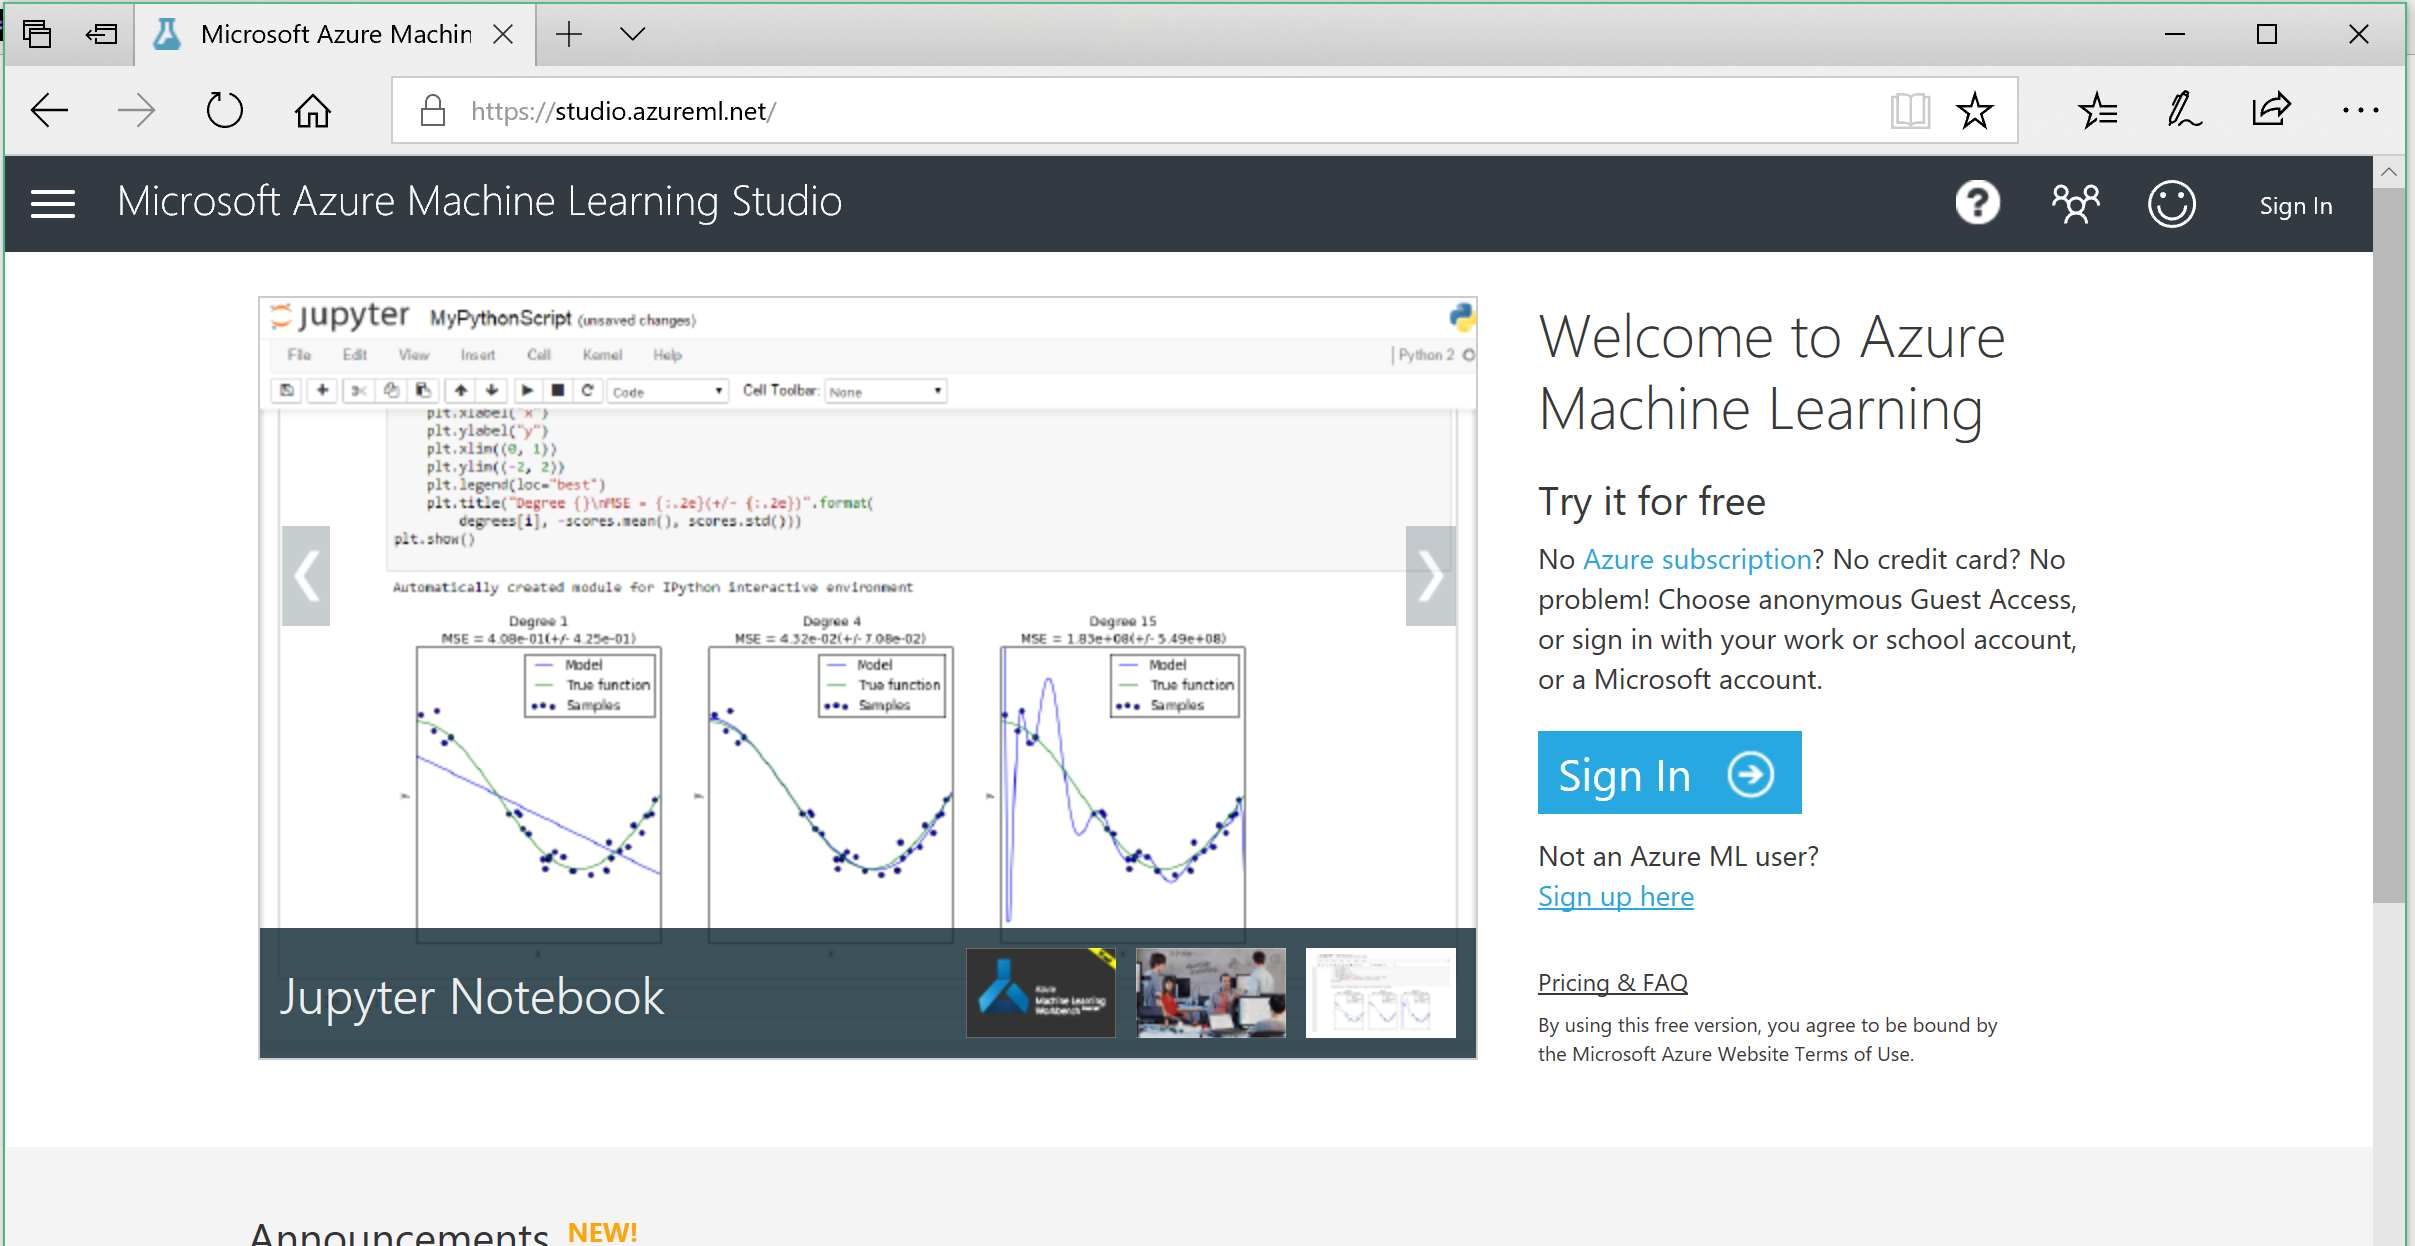 Microsoft Azure Machin
https://studio.azureml.net/
Microsoft Azure Machine Learning Studio
Sign In
jupyter MyPythonScript (unsaved changes)
File Edit View Insert Cell Kernel Help
Python 2
Code
Cell Toolbar: None
plt.xlabel("x")
plt.ylabel("y")
plt.xlim((0, 1))
plt.ylim((-2, 2))
plt.legend(loc="best")
plt.title("Degree {}\nMSE = {:.2e}(+/- {:.2e})".format(
degrees[i], -scores.mean(), scores.std()))
plt.show()
Automatically created module for IPython interactive environment
Degree 1
MSE = 4.08e-01(+/- 4.25e-01)
Model
True function
Samples
y
x
Degree 4
MSE = 4.32e-02(+/- 7.08e-02)
Model
True function
Samples
y
x
Degree 15
MSE = 1.83e+08(+/- 5.49e+08)
Model
True function
Samples
y
x
Jupyter Notebook
Azure
Machine Learning
Workbench
Welcome to Azure
Machine Learning
Try it for free
No Azure subscription? No credit card? No
problem! Choose anonymous Guest Access,
or sign in with your work or school account,
or a Microsoft account.
Sign In
Not an Azure ML user?
Sign up here
Pricing & FAQ
By using this free version, you agree to be bound by
the Microsoft Azure Website Terms of Use.
Announcements NEW!